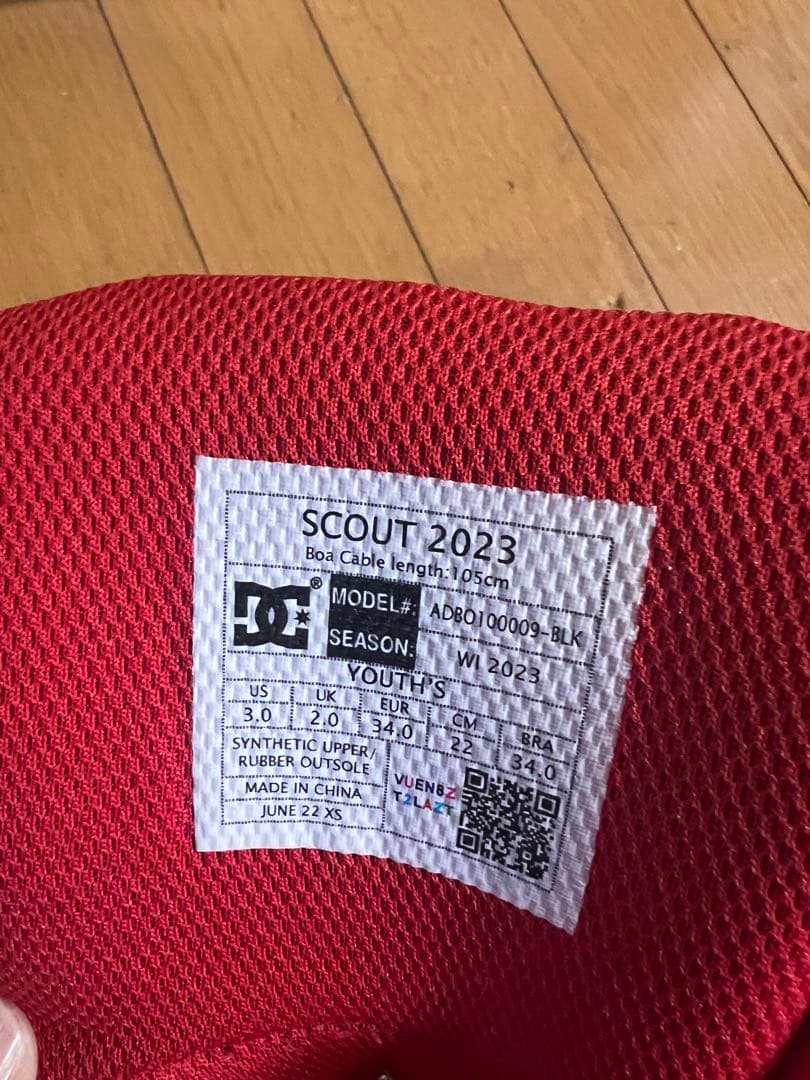 SCOUT 2023
Boa Cable length:105cm
DC® MODEL#: ADBO100009-BLK
SEASON: WI 2023
YOUTH'S
US UK EUR CM BRA
3.0 2.0 34.0 22 34.0
SYNTHETIC UPPER/
RUBBER OUTSOLE
MADE IN CHINA
JUNE 22 XS
VUEN8Z
T2LAZT